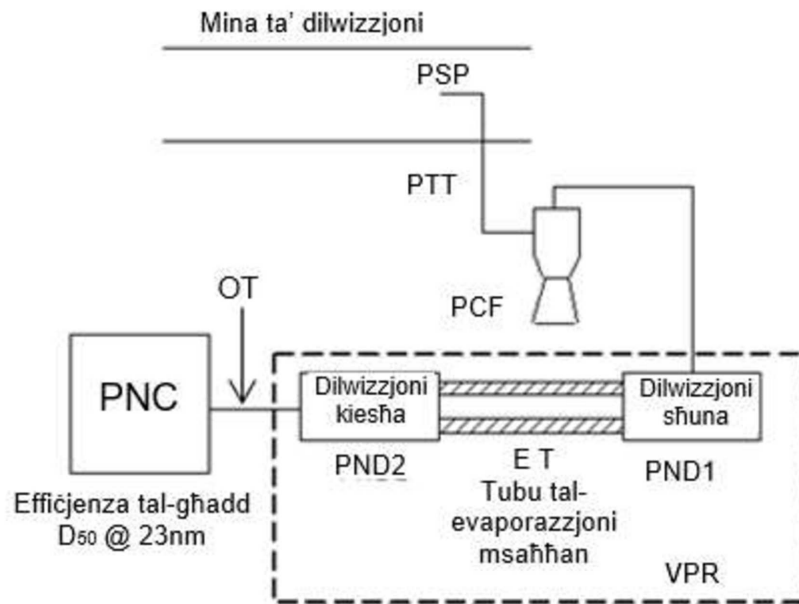 Mina ta' dilwizzjoni
PSP
PTT
PCF
OT
PNC
Effiċjenza tal-għadd
D50 @ 23nm
Dilwizzjoni
kiesħa
PND2
E T
Tubu tal-
evaporazzjoni
msaħħan
Dilwizzjoni
sħuna
PND1
VPR